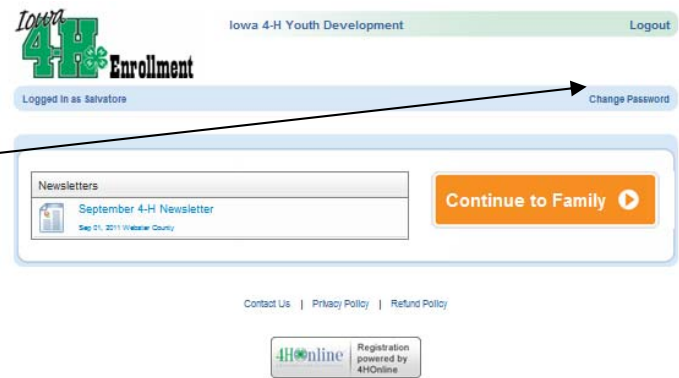 Iowa
4-H
Enrollment
Iowa 4-H Youth Development
Logout
Logged in as Salvatore
Change Password
Newsletters
September 4-H Newsletter
Sep 01, 2011 Webster County
Continue to Family
Contact Us | Privacy Policy | Refund Policy
4HOnline
Registration
powered by
4HOnline